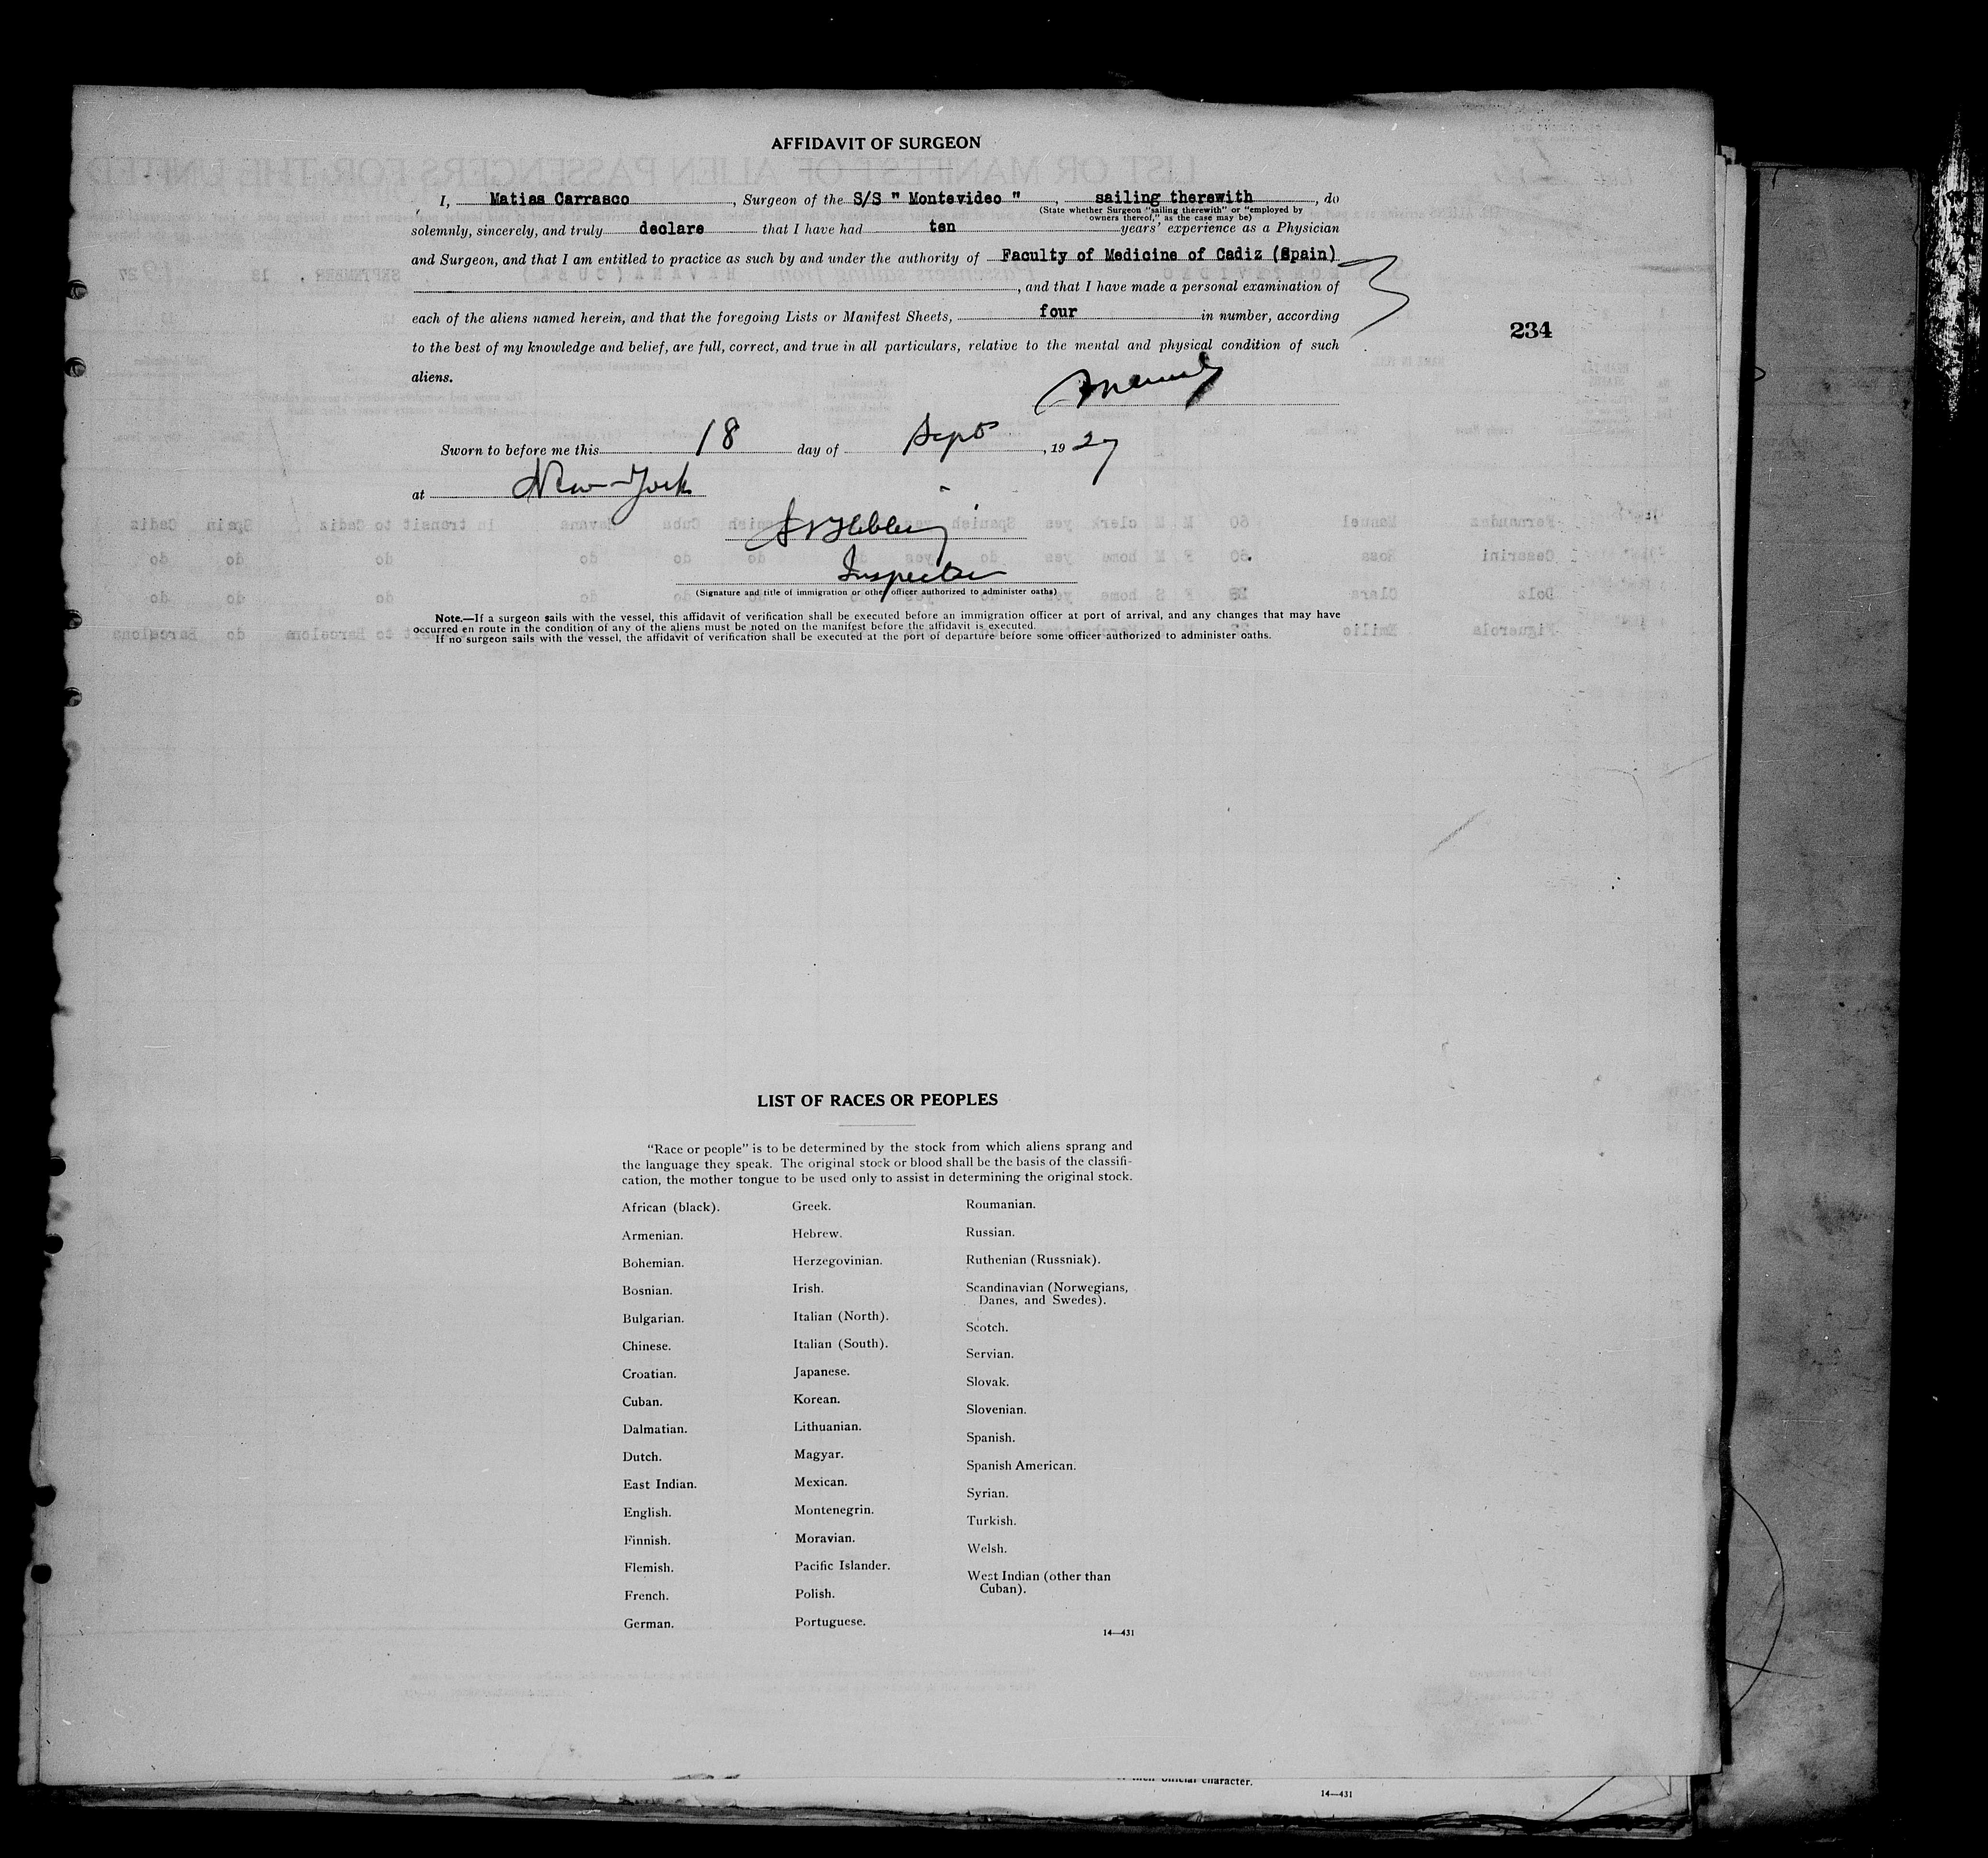 AFFIDAVIT OF SURGEON
I, Matias Carrasco, Surgeon of the S/S " Montevideo ", sailing therewith, do
(State whether Surgeon "sailing therewith" or "employed by
owners thereof," as the case may be)
solemnly, sincerely, and truly declare that I have had ten years' experience as a Physician
and Surgeon, and that I am entitled to practice as such by and under the authority of Faculty of Medicine of Cadiz (Spain)
, and that I have made a personal examination of
each of the aliens named herein, and that the foregoing Lists or Manifest Sheets, four in number, according
234
to the best of my knowledge and belief, are full, correct, and true in all particulars, relative to the mental and physical condition of such
aliens.
Sworn to before me this 18 day of Sept, 1927
at New York
Inspector
(Signature and title of immigration or other officer authorized to administer oaths)
Note.—If a surgeon sails with the vessel, this affidavit of verification shall be executed before an immigration officer at port of arrival, and any changes that may have
occurred en route in the condition of any of the aliens must be noted on the manifest before the affidavit is executed.
If no surgeon sails with the vessel, the affidavit of verification shall be executed at the port of departure before some officer authorized to administer oaths.
LIST OF RACES OR PEOPLES
"Race or people" is to be determined by the stock from which aliens sprang and
the language they speak. The original stock or blood shall be the basis of the classifi-
cation, the mother tongue to be used only to assist in determining the original stock.
African (black).
Armenian.
Bohemian.
Bosnian.
Bulgarian.
Chinese.
Croatian.
Cuban.
Dalmatian.
Dutch.
East Indian.
English.
Finnish.
Flemish.
French.
German.
Greek.
Hebrew.
Herzegovinian.
Irish.
Italian (North).
Italian (South).
Japanese.
Korean.
Lithuanian.
Magyar.
Mexican.
Montenegrin.
Moravian.
Pacific Islander.
Polish.
Portuguese.
Roumanian.
Russian.
Ruthenian (Russniak).
Scandinavian (Norwegians,
Danes, and Swedes).
Scotch.
Servian.
Slovak.
Slovenian.
Spanish.
Spanish American.
Syrian.
Turkish.
Welsh.
West Indian (other than
Cuban).
14—431
official character.
14—431